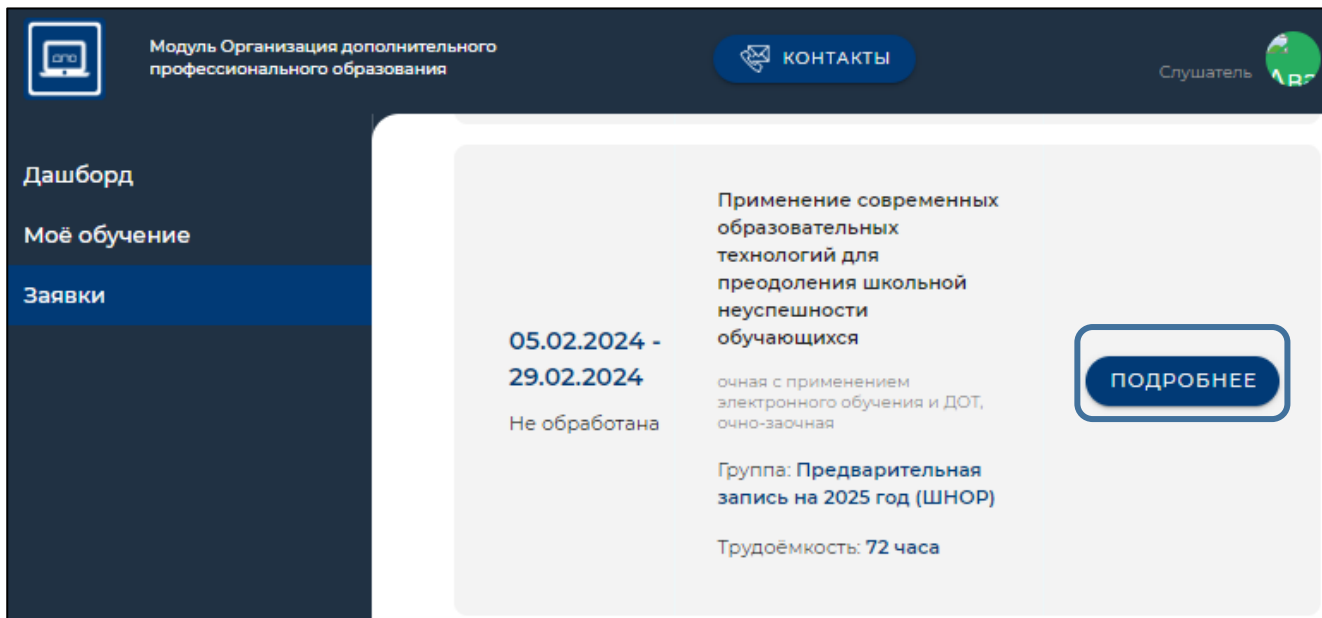 дпо
Модуль Организация дополнительного
профессионального образования
КОНТАКТЫ
Слушатель
Ава
Дашборд
Моё обучение
Заявки
05.02.2024 -
29.02.2024
Не обработана
Применение современных
образовательных
технологий для
преодоления школьной
неуспешности
обучающихся
очная с применением
электронного обучения и ДОТ,
очно-заочная
Группа: Предварительная
запись на 2025 год (ШНОР)
Трудоёмкость: 72 часа
ПОДРОБНЕЕ